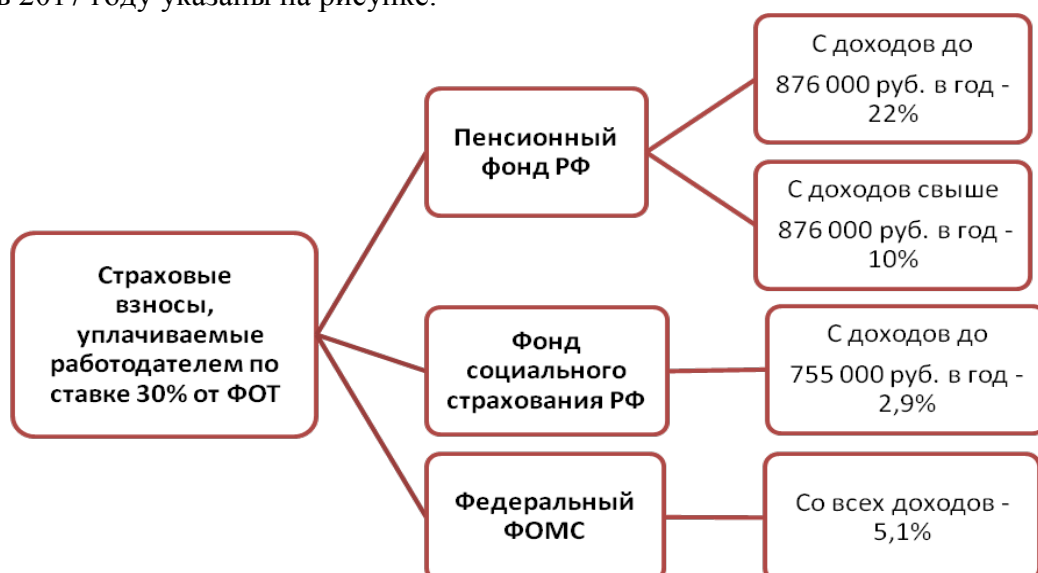 в 2017 году указаны на рисунке.
С доходов до
876 000 руб. в год -
22%
Пенсионный
фонд РФ
С доходов свыше
876 000 руб. в год -
10%
Страховые
взносы,
уплачиваемые
работодателем по
ставке 30% от ФОТ
Фонд
социального
страхования РФ
С доходов до
755 000 руб. в год -
2,9%
Федеральный
ФОМС
Со всех доходов -
5,1%